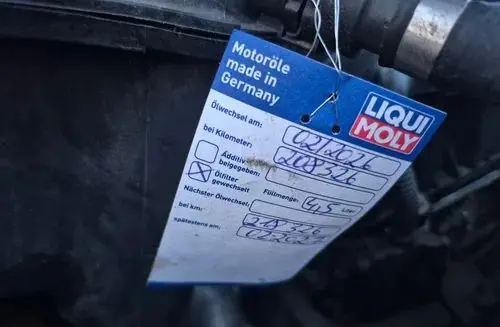 Motoröle
made in
Germany
LIQUI
MOLY
Ölwechsel am: 02/2026
bei Kilometer: 208326
Additiv
beigegeben:
Ölfilter
gewechselt
Füllmenge: 4,5 Liter
Nächster Ölwechsel:
bei km: 218326
spätestens am: 02.2027